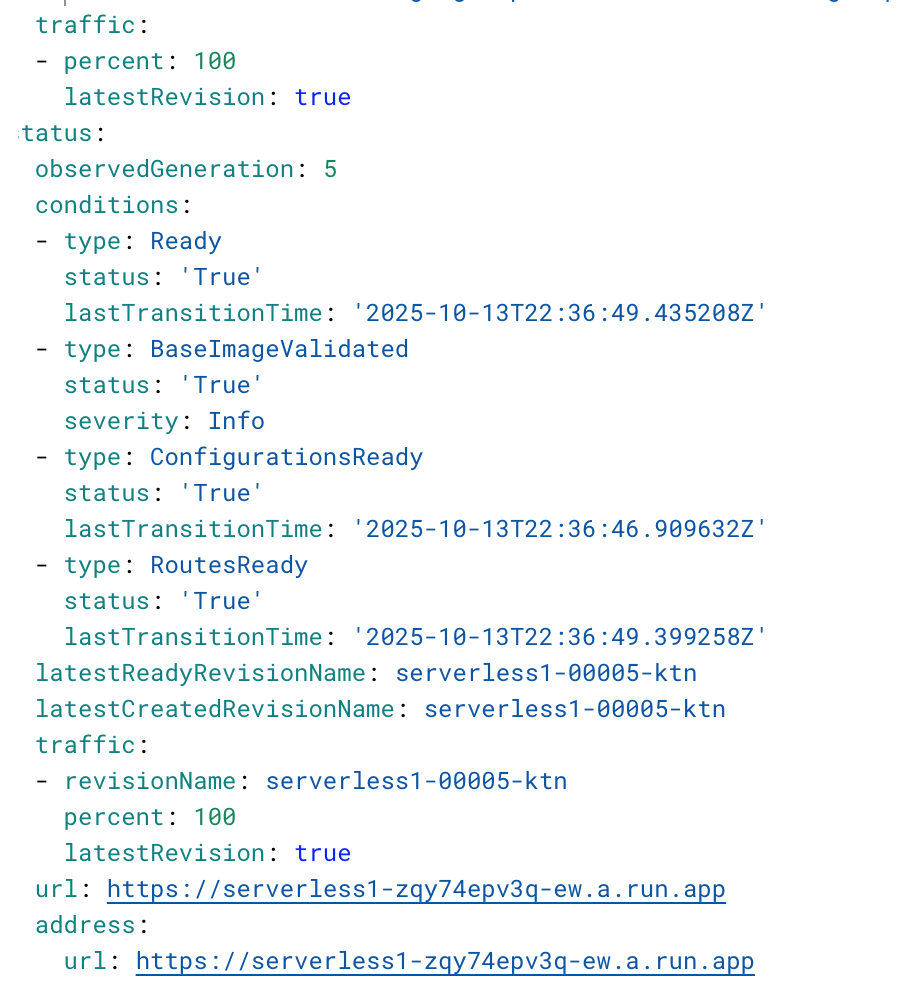 traffic:
- percent: 100
latestRevision: true
tatus:
observedGeneration: 5
conditions:
- type: Ready
status: 'True'
lastTransitionTime: '2025-10-13T22:36:49.435208Z'
- type: BaseImageValidated
status: 'True'
severity: Info
- type: ConfigurationsReady
status: 'True'
lastTransitionTime: '2025-10-13T22:36:46.909632Z'
- type: RoutesReady
status: 'True'
lastTransitionTime: '2025-10-13T22:36:49.399258Z'
latestReadyRevisionName: serverless1-00005-ktn
latestCreatedRevisionName: serverless1-00005-ktn
traffic:
- revisionName: serverless1-00005-ktn
percent: 100
latestRevision: true
url: https://serverless1-zqy74epv3q-ew.a.run.app
address:
url: https://serverless1-zqy74epv3q-ew.a.run.app